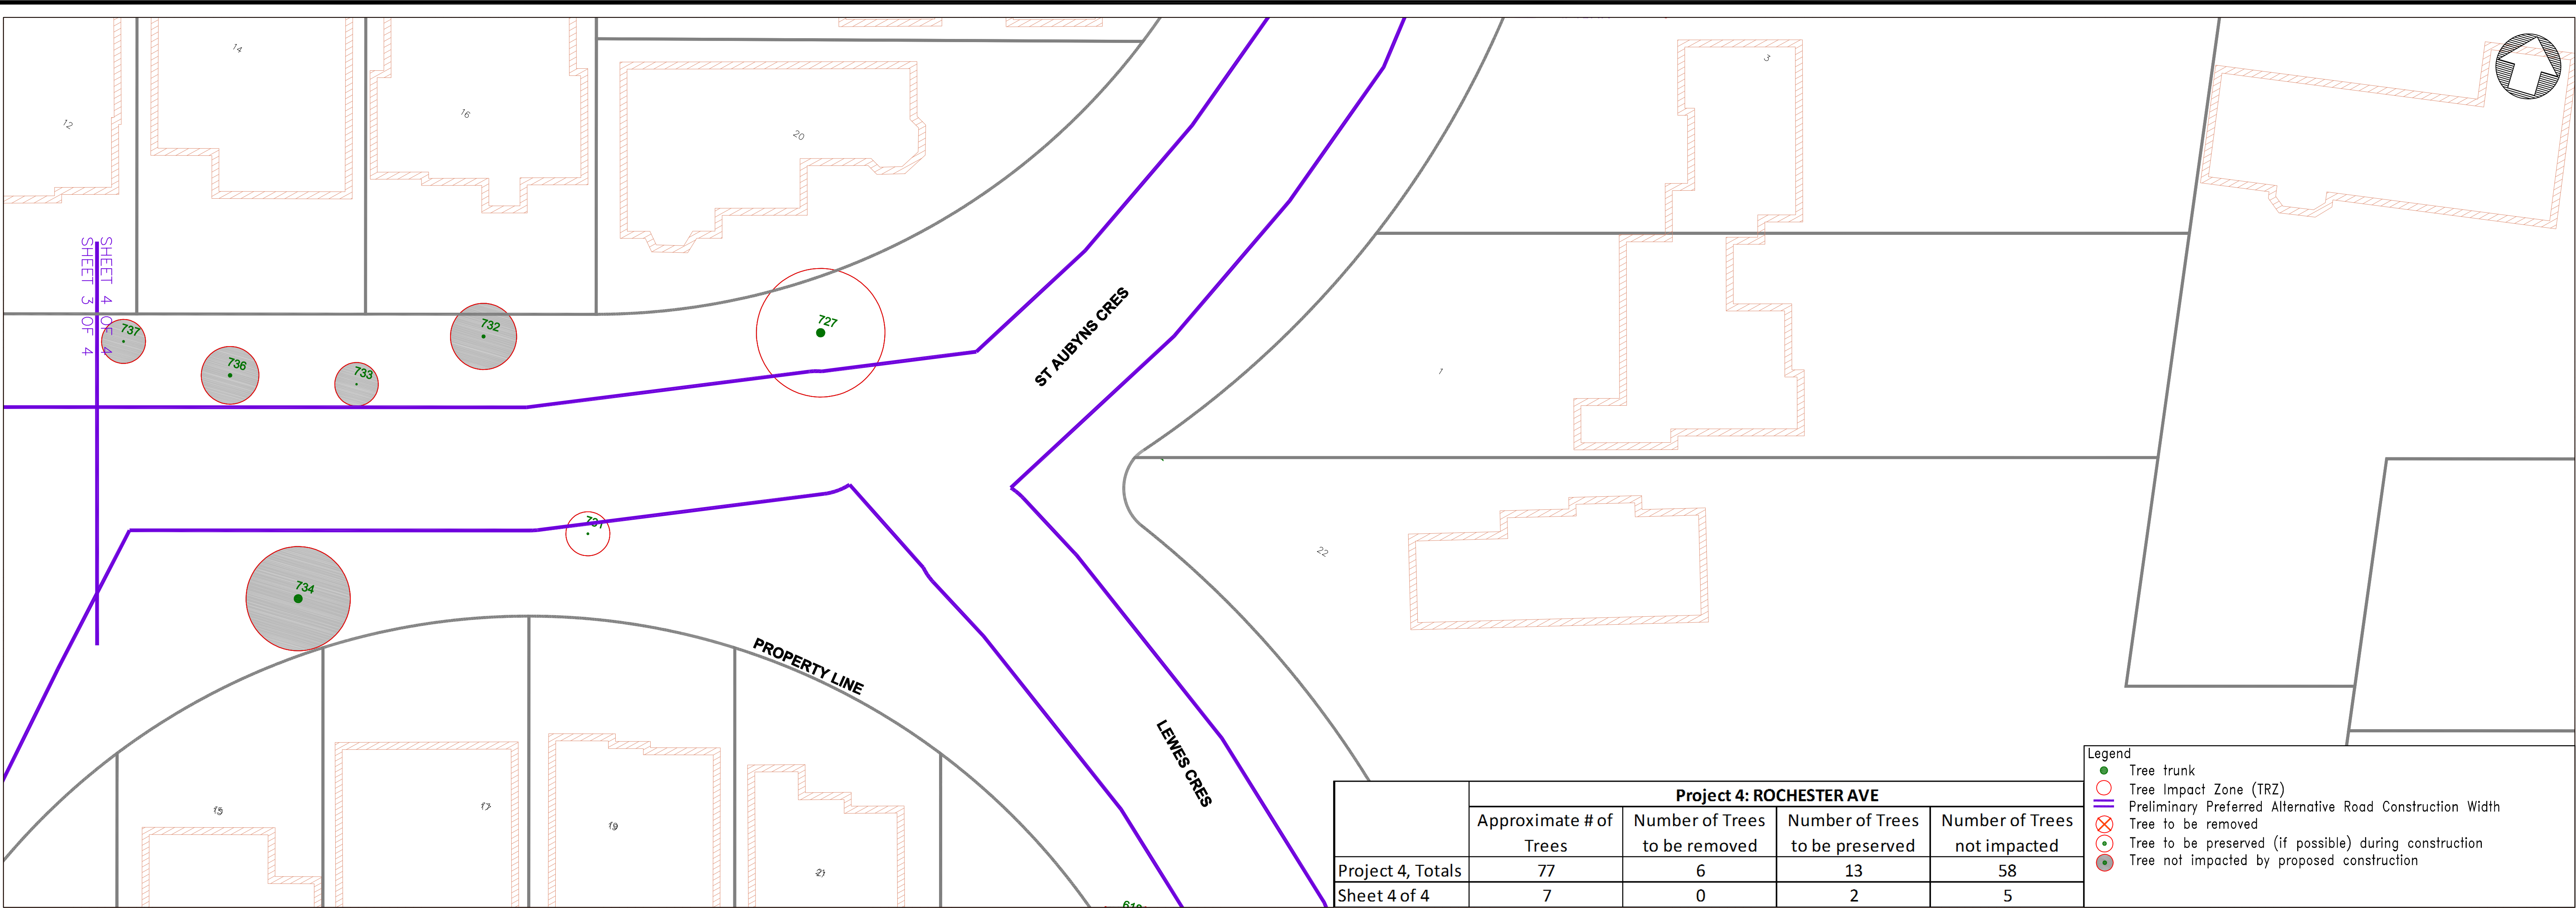 14
3
12
16
20
SHEET 4 OF 4
SHEET 3 OF 4
737
736
733
732
727
ST AUBYNS CRES
1
731
22
734
PROPERTY LINE
LEWES CRES
15
17
19
21
Project 4: ROCHESTER AVE
Approximate # of Trees
Number of Trees to be removed
Number of Trees to be preserved
Number of Trees not impacted
Project 4, Totals 77 6 13 58
Sheet 4 of 4 7 0 2 5
Legend
Tree trunk
Tree Impact Zone (TRZ)
Preliminary Preferred Alternative Road Construction Width
Tree to be removed
Tree to be preserved (if possible) during construction
Tree not impacted by proposed construction